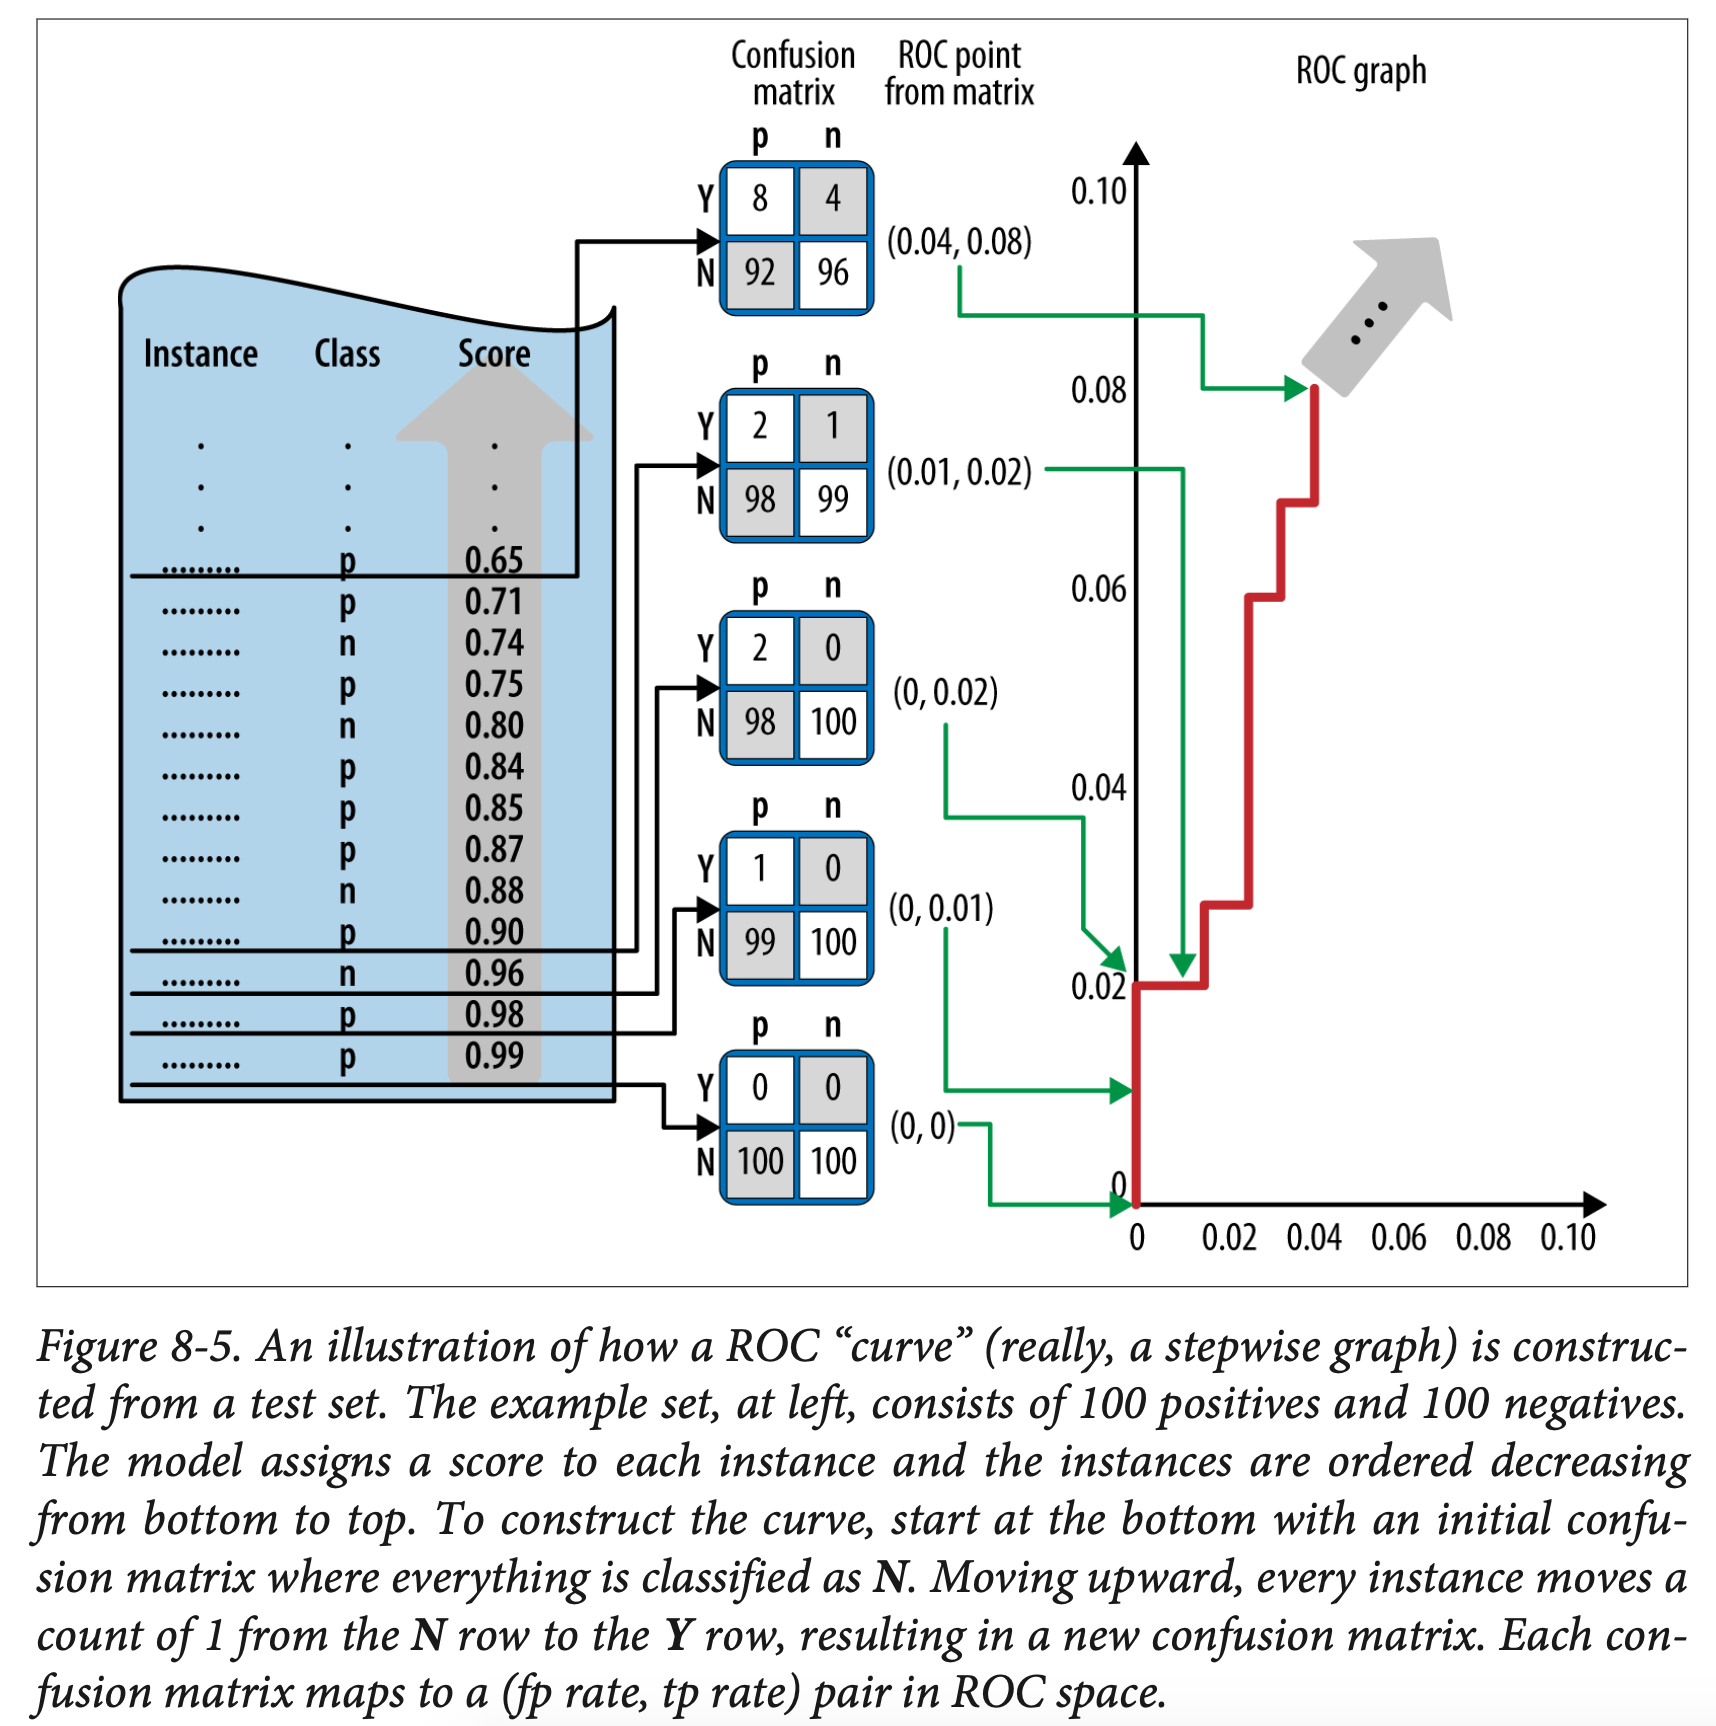 Confusion matrix
ROC point from matrix
ROC graph
p n
Y 8 4
N 92 96
(0.04, 0.08)
p n
Y 2 1
N 98 99
(0.01, 0.02)
p n
Y 2 0
N 98 100
(0, 0.02)
p n
Y 1 0
N 99 100
(0, 0.01)
p n
Y 0 0
N 100 100
(0, 0)
Instance Class Score
. . .
. . .
. . .
......... p 0.65
......... p 0.71
......... n 0.74
......... p 0.75
......... n 0.80
......... p 0.84
......... p 0.85
......... p 0.87
......... n 0.88
......... p 0.90
......... n 0.96
......... p 0.98
......... p 0.99
0.10
0.08
0.06
0.04
0.02
0
...
0 0.02 0.04 0.06 0.08 0.10
Figure 8-5. An illustration of how a ROC “curve” (really, a stepwise graph) is construc-
ted from a test set. The example set, at left, consists of 100 positives and 100 negatives.
The model assigns a score to each instance and the instances are ordered decreasing
from bottom to top. To construct the curve, start at the bottom with an initial confu-
sion matrix where everything is classified as N. Moving upward, every instance moves a
count of 1 from the N row to the Y row, resulting in a new confusion matrix. Each con-
fusion matrix maps to a (fp rate, tp rate) pair in ROC space.